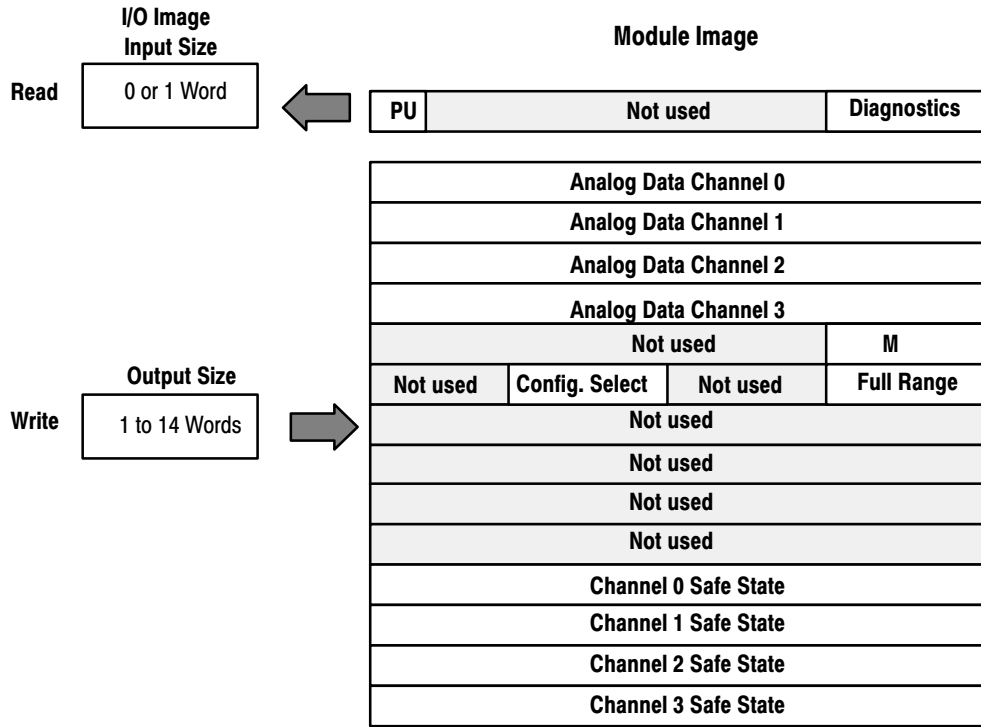 I/O Image
Input Size
Module Image
Read
0 or 1 Word
PU
Not used
Diagnostics
Analog Data Channel 0
Analog Data Channel 1
Analog Data Channel 2
Analog Data Channel 3
Not used
M
Output Size
Not used
Config. Select
Not used
Full Range
Write
1 to 14 Words
Not used
Not used
Not used
Not used
Channel 0 Safe State
Channel 1 Safe State
Channel 2 Safe State
Channel 3 Safe State